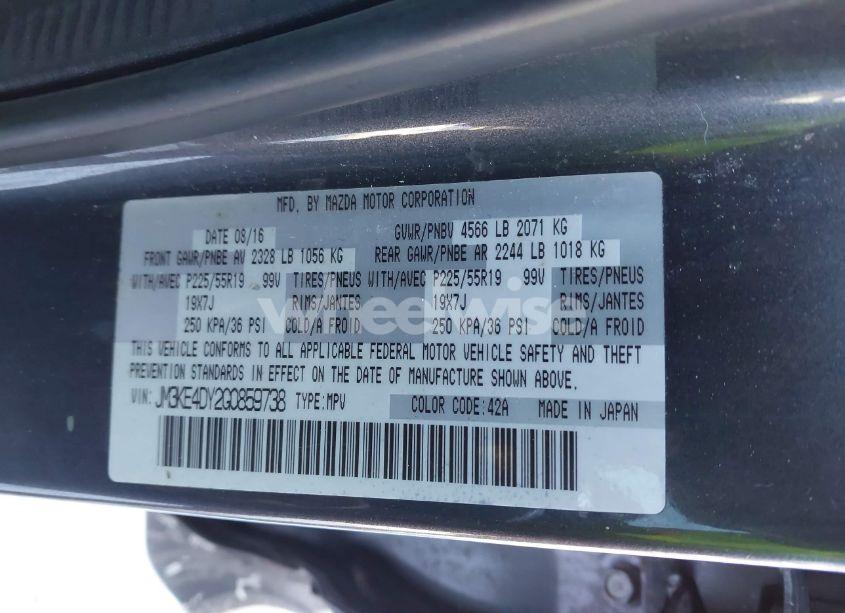 MFD. BY MAZDA MOTOR CORPORATION
DATE 08/16 GVWR/PNBV 4566 LB 2071 KG
FRONT GAWR/PNBE AV 2328 LB 1056 KG REAR GAWR/PNBE AR 2244 LB 1018 KG
WITH/AVEC P225/55R19 99V TIRES/PNEUS WITH/AVEC P225/55R19 99V TIRES/PNEUS
19X7J RIMS/JANTES 19X7J RIMS/JANTES
wheelwise
250 KPA/36 PSI COLD/A FROID 250 KPA/36 PSI COLD/A FROID
THIS VEHICLE CONFORMS TO ALL APPLICABLE FEDERAL MOTOR VEHICLE SAFETY AND THEFT
PREVENTION STANDARDS IN EFFECT ON THE DATE OF MANUFACTURE SHOWN ABOVE.
VIN: JM3KE4DY2G0859738 TYPE:MPV COLOR CODE:42A MADE IN JAPAN